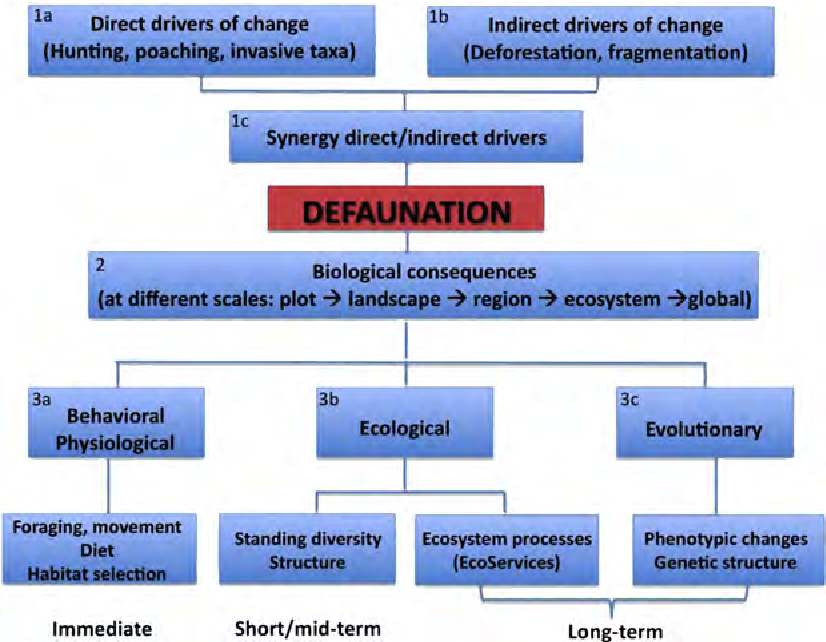 1a
Direct drivers of change
(Hunting, poaching, invasive taxa)
1b
Indirect drivers of change
(Deforestation, fragmentation)
1c
Synergy direct/indirect drivers
DEFAUNATION
2
Biological consequences
(at different scales: plot → landscape → region → ecosystem →global)
3a
Behavioral
Physiological
3b
Ecological
3c
Evolutionary
Foraging, movement
Diet
Habitat selection
Standing diversity
Structure
Ecosystem processes
(EcoServices)
Phenotypic changes
Genetic structure
Immediate
Short/mid-term
Long-term